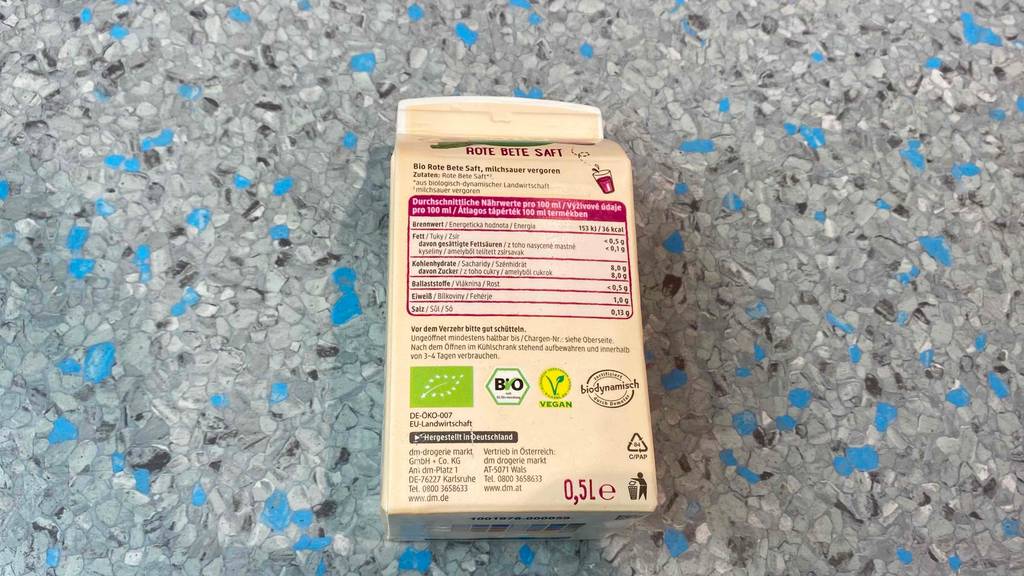 ROTE BETE SAFT
Bio Rote Bete Saft, milchsauer vergoren
Zutaten: Rote Bete Saft*¹.
*aus biologisch-dynamischer Landwirtschaft
¹milchsauer vergoren
Durchschnittliche Nährwerte pro 100 ml / Výživové údaje
pro 100 ml / Átlagos tápérték 100 ml termékben
Brennwert / Energetická hodnota / Energia 153 kJ / 36 kcal
Fett / Tuky / Zsír < 0,5 g
davon gesättigte Fettsäuren / z toho nasycené mastné < 0,1 g
kyseliny / amelyből telített zsírsavak
Kohlenhydrate / Sacharidy / Szénhidrát 8,0 g
davon Zucker / z toho cukry / amelyből cukrok 8,0 g
Ballaststoffe / Vláknina / Rost < 0,5 g
Eiweiß / Bílkoviny / Fehérje 1,0 g
Salz / Sůl / Só 0,13 g
Vor dem Verzehr bitte gut schütteln.
Ungeöffnet mindestens haltbar bis / Chargen-Nr.: siehe Oberseite.
Nach dem Öffnen im Kühlschrank stehend aufbewahren und innerhalb
von 3–4 Tagen verbrauchen.
BIO
VEGAN
zertifiziert
biodynamisch
durch Demeter
DE-ÖKO-007
EU-Landwirtschaft
Hergestellt in Deutschland
dm-drogerie markt
GmbH + Co. KG
Am dm-Platz 1
DE-76227 Karlsruhe
Tel. 0800 3658633
www.dm.de
Vertrieb in Österreich:
dm drogerie markt
AT-5071 Wals
Tel. 0800 3658633
www.dm.at
84
C/PAP
0,5L e